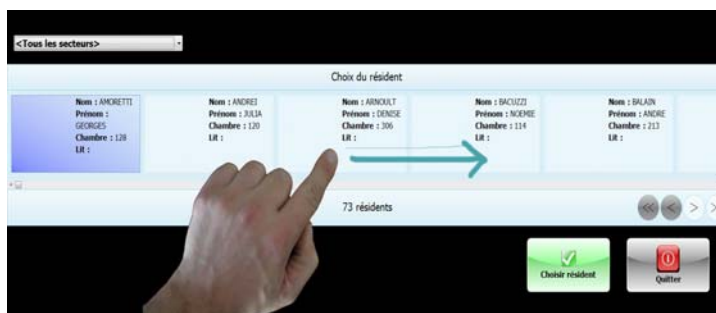 <Tous les secteurs>
Choix du résident
Nom : AMORETTI
Prénom :
GEORGES
Chambre : 128
Lit :
Nom : ANDREI
Prénom : JULIA
Chambre : 120
Lit :
Nom : ARNOULT
Prénom : DENISE
Chambre : 306
Lit :
Nom : BACUZZI
Prénom : NOEMIE
Chambre : 114
Lit :
Nom : BALAIN
Prénom : ANDRE
Chambre : 213
Lit :
73 résidents
Choisir résident
Quitter